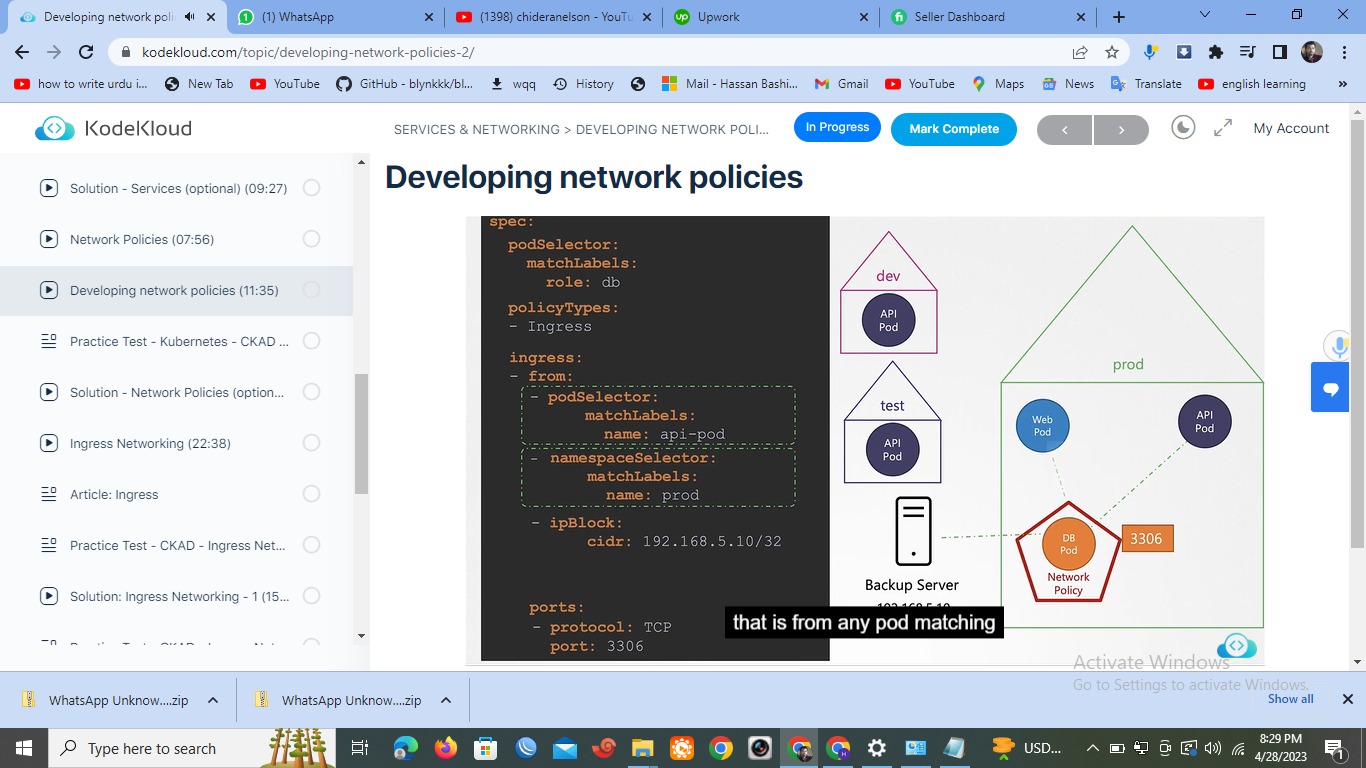 Developing network poli
(1) WhatsApp
(1398) chideranelson - YouTu
Upwork
Seller Dashboard
kodekloud.com/topic/developing-network-policies-2/
how to write urdu i...
New Tab
YouTube
GitHub - blynkkk/bl...
wqq
History
Mail - Hassan Bashi...
Gmail
YouTube
Maps
News
Translate
english learning
»
KodeKloud
SERVICES & NETWORKING > DEVELOPING NETWORK POLI...
In Progress
Mark Complete
My Account
Solution - Services (optional) (09:27)
Network Policies (07:56)
Developing network policies (11:35)
Practice Test - Kubernetes - CKAD ...
Solution - Network Policies (option...
Ingress Networking (22:38)
Article: Ingress
Practice Test - CKAD - Ingress Net...
Solution: Ingress Networking - 1 (15...
Developing network policies
spec:
podSelector:
matchLabels:
role: db
policyTypes:
- Ingress
ingress:
- from:
- podSelector:
matchLabels:
name: api-pod
- namespaceSelector:
matchLabels:
name: prod
- ipBlock:
cidr: 192.168.5.10/32
ports:
- protocol: TCP
port: 3306
dev
API
Pod
test
API
Pod
prod
Web
Pod
API
Pod
DB
Pod
Network
Policy
3306
Backup Server
that is from any pod matching
Activate Windows
Go to Settings to activate Windows.
WhatsApp Unknow....zip
WhatsApp Unknow....zip
Show all
Type here to search
USD...
8:29 PM
4/28/2023
1